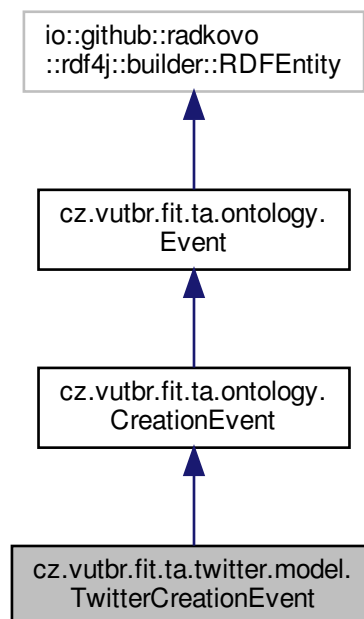 io::github::radkovo
::rdf4j::builder::RDFEntity
cz.vutbr.fit.ta.ontology.
Event
cz.vutbr.fit.ta.ontology.
CreationEvent
cz.vutbr.fit.ta.twitter.model.
TwitterCreationEvent